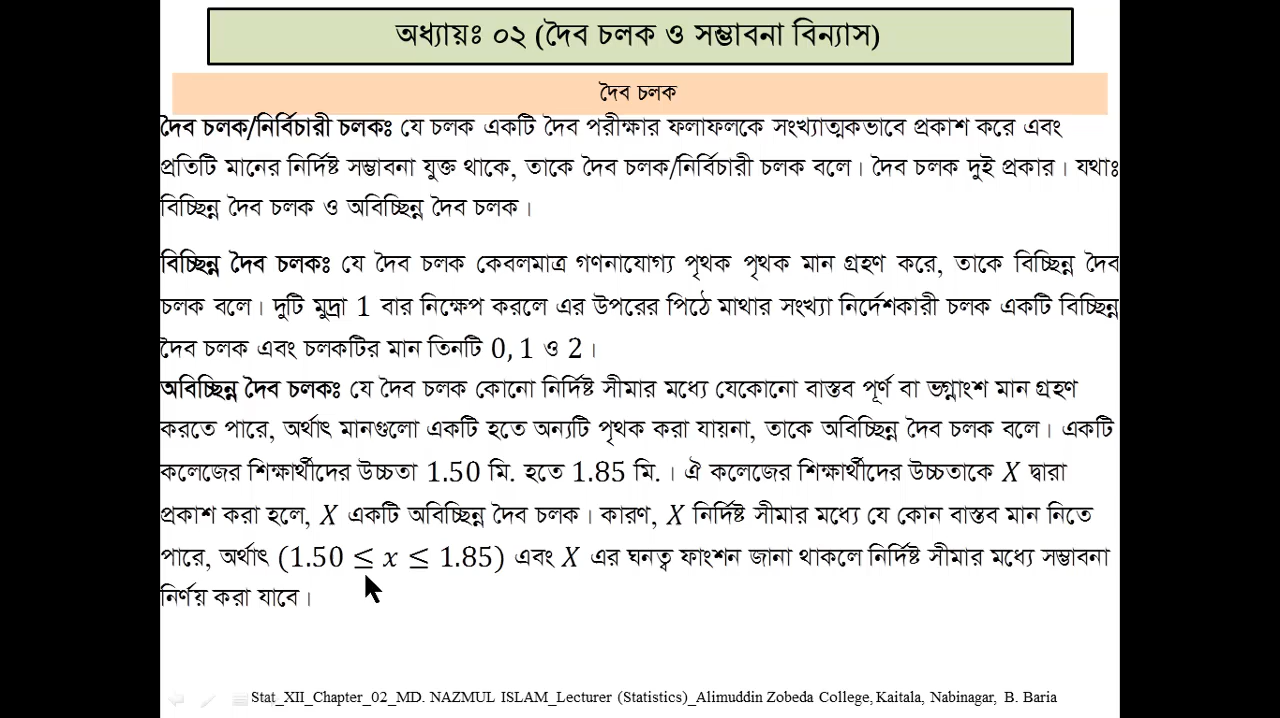 অধ্যায়ঃ ০২ (দৈব চলক ও সম্ভাবনা বিন্যাস)
দৈব চলক
দৈব চলক/নির্বিচারী চলকঃ যে চলক একটি দৈব পরীক্ষার ফলাফলকে সংখ্যাত্মকভাবে প্রকাশ করে এবং
প্রতিটি মানের নির্দিষ্ট সম্ভাবনা যুক্ত থাকে, তাকে দৈব চলক/নির্বিচারী চলক বলে। দৈব চলক দুই প্রকার। যথাঃ
বিচ্ছিন্ন দৈব চলক ও অবিচ্ছিন্ন দৈব চলক।
বিচ্ছিন্ন দৈব চলকঃ যে দৈব চলক কেবলমাত্র গণনাযোগ্য পৃথক পৃথক মান গ্রহণ করে, তাকে বিচ্ছিন্ন দৈব
চলক বলে। দুটি মুদ্রা 1 বার নিক্ষেপ করলে এর উপরের পিঠে মাথার সংখ্যা নির্দেশকারী চলক একটি বিচ্ছিন্ন
দৈব চলক এবং চলকটির মান তিনটি 0, 1 ও 2।
অবিচ্ছিন্ন দৈব চলকঃ যে দৈব চলক কোনো নির্দিষ্ট সীমার মধ্যে যেকোনো বাস্তব পূর্ণ বা ভগ্নাংশ মান গ্রহণ
করতে পারে, অর্থাৎ মানগুলো একটি হতে অন্যটি পৃথক করা যায়না, তাকে অবিচ্ছিন্ন দৈব চলক বলে। একটি
কলেজের শিক্ষার্থীদের উচ্চতা 1.50 মি. হতে 1.85 মি.। ঐ কলেজের শিক্ষার্থীদের উচ্চতাকে X দ্বারা
প্রকাশ করা হলে, X একটি অবিচ্ছিন্ন দৈব চলক। কারণ, X নির্দিষ্ট সীমার মধ্যে যে কোন বাস্তব মান নিতে
পারে, অর্থাৎ (1.50 ≤ x ≤ 1.85) এবং X এর ঘনত্ব ফাংশন জানা থাকলে নির্দিষ্ট সীমার মধ্যে সম্ভাবনা
নির্ণয় করা যাবে।
Stat_XII_Chapter_02_MD. NAZMUL ISLAM_Lecturer (Statistics)_Alimuddin Zobeda College, Kaitala, Nabinagar, B. Baria